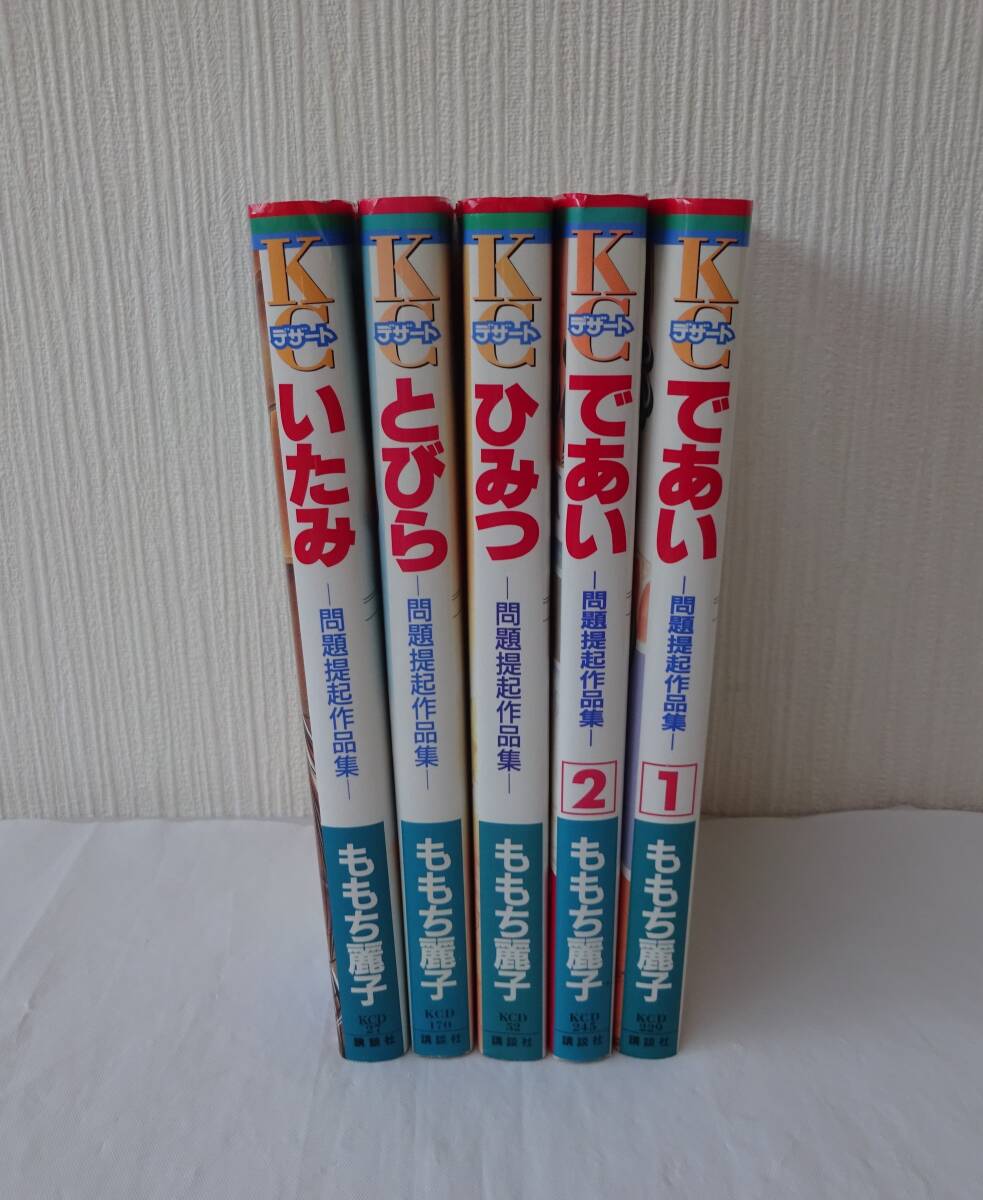 KC
デザート
いたみ
―問題提起作品集―
ももち麗子
KCD
27
講談社
KC
デザート
とびら
―問題提起作品集―
ももち麗子
KCD
170
講談社
KC
デザート
ひみつ
―問題提起作品集―
ももち麗子
KCD
52
講談社
KC
デザート
であい
―問題提起作品集―
2
ももち麗子
KCD
245
講談社
KC
デザート
であい
―問題提起作品集―
1
ももち麗子
KCD
229
講談社